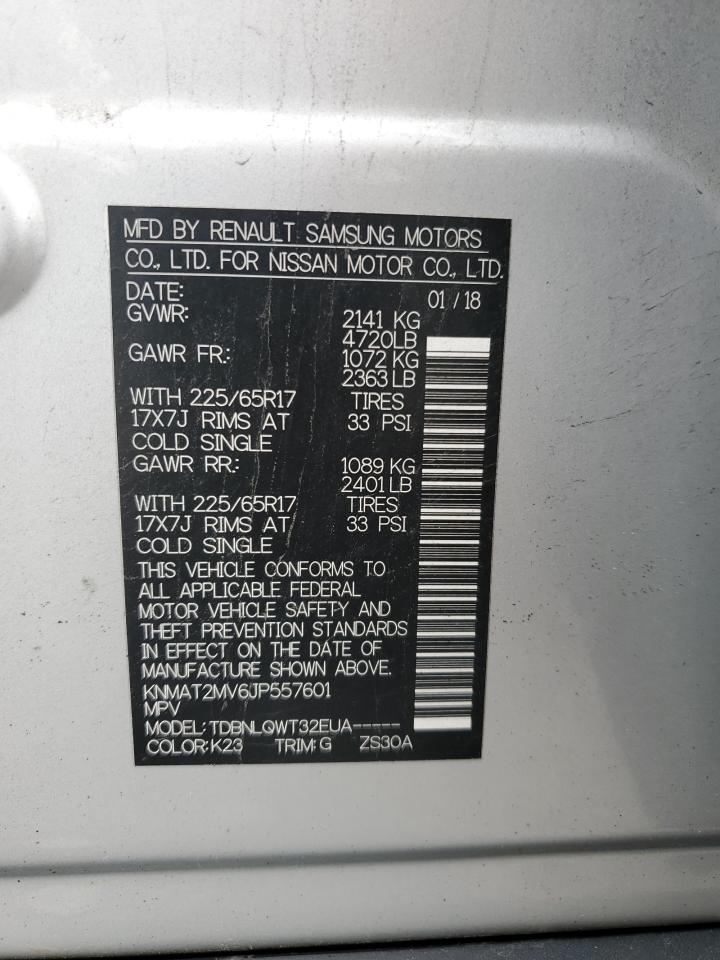 MFD BY RENAULT SAMSUNG MOTORS
CO., LTD. FOR NISSAN MOTOR CO., LTD.
DATE: 01 / 18
GVWR: 2141 KG
4720LB
GAWR FR.: 1072 KG
2363 LB
WITH 225/65R17 TIRES
17X7J RIMS AT 33 PSI
COLD SINGLE
GAWR RR.: 1089 KG
2401 LB
WITH 225/65R17 TIRES
17X7J RIMS AT 33 PSI
COLD SINGLE
THIS VEHICLE CONFORMS TO
ALL APPLICABLE FEDERAL
MOTOR VEHICLE SAFETY AND
THEFT PREVENTION STANDARDS
IN EFFECT ON THE DATE OF
MANUFACTURE SHOWN ABOVE.
KNMAT2MV6JP557601
MPV
MODEL: TDBNLQWT32EUA-----
COLOR: K23 TRIM: G ZS30A